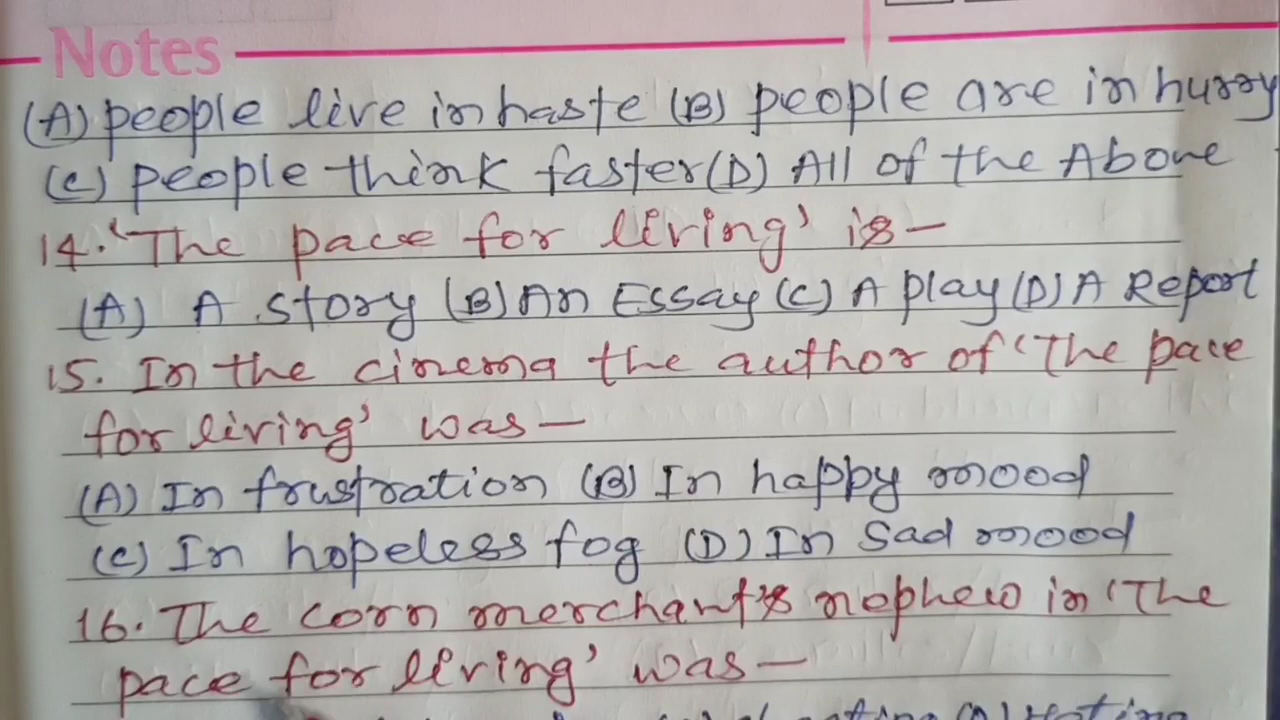 Notes
(A) people live in haste (B) people are in hurry
(C) people think faster (D) All of the Above
14. 'The pace for living' is -
(A) A story (B) An Essay (C) A play (D) A Report
15. In the cinema the author of 'The pace
for living' was -
(A) In frustration (B) In happy mood
(C) In hopeless fog (D) In Sad mood
16. The corn merchant's nephew in 'The
pace for living' was -